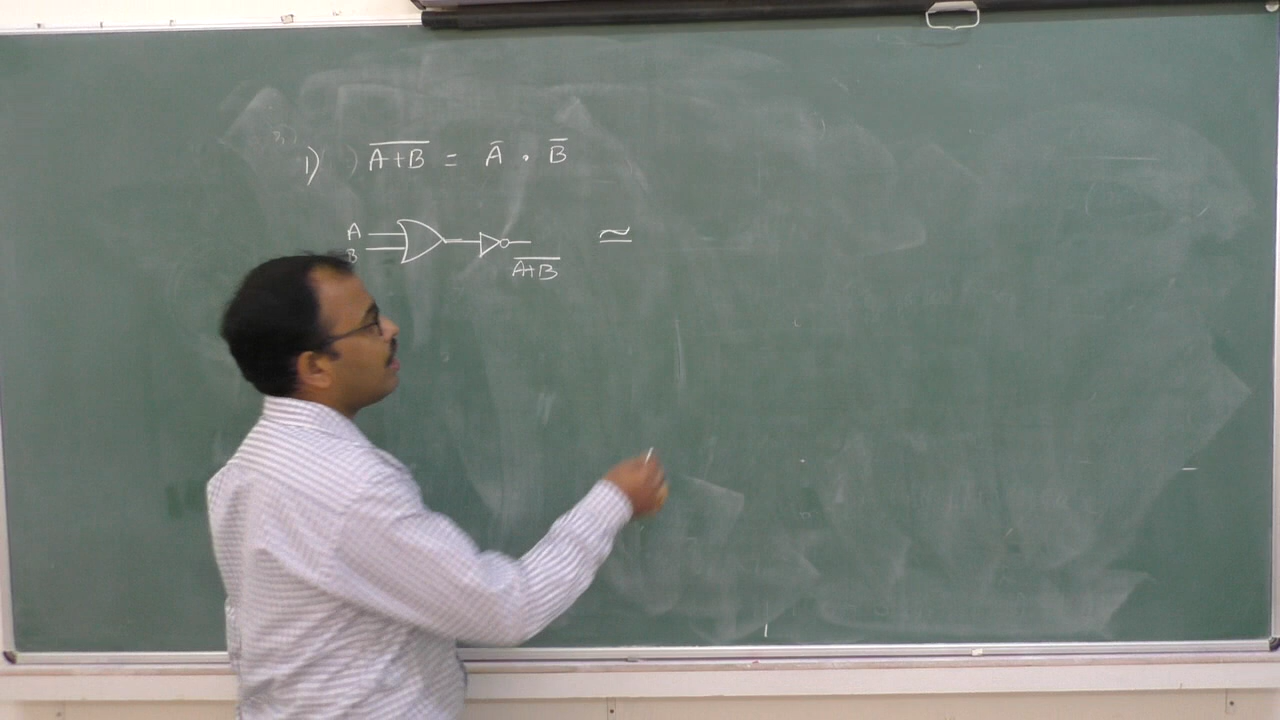 1) A̅+̅B̅ = A̅ . B̅
A
B
A̅+̅B̅
≃